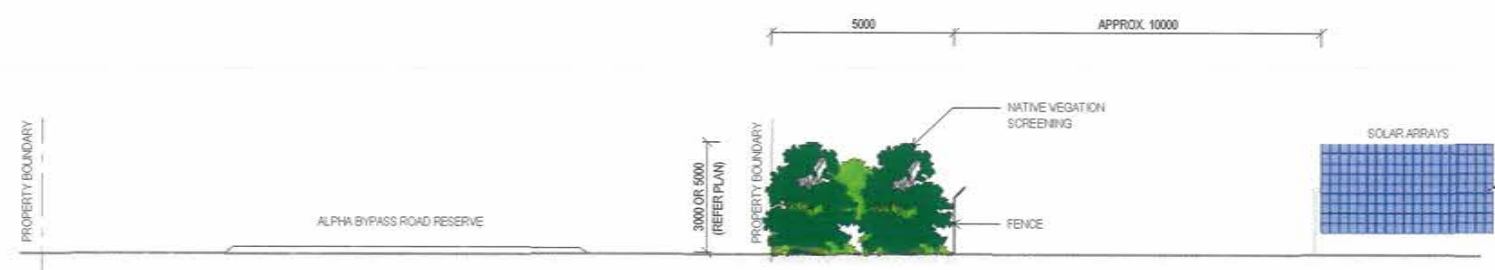 5000
APPROX. 10000
PROPERTY BOUNDARY
ALPHA BYPASS ROAD RESERVE
3000 OR 5000
(REFER PLAN)
PROPERTY BOUNDARY
NATIVE VEGATION
SCREENING
FENCE
SOLAR ARRAYS